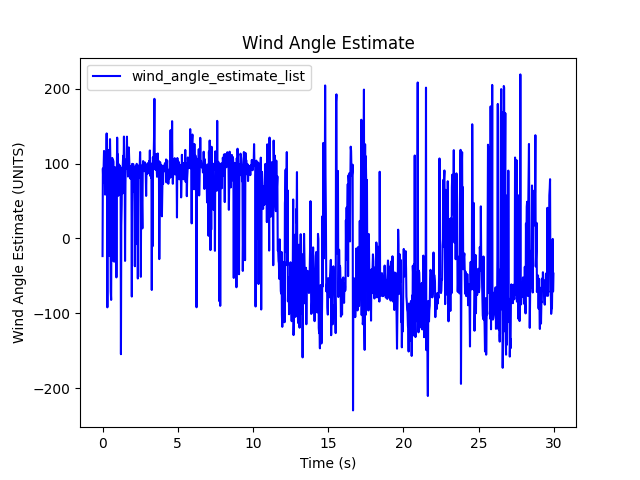 Wind Angle Estimate
wind_angle_estimate_list
Wind Angle Estimate (UNITS)
200
100
0
−100
−200
0 5 10 15 20 25 30
Time (s)